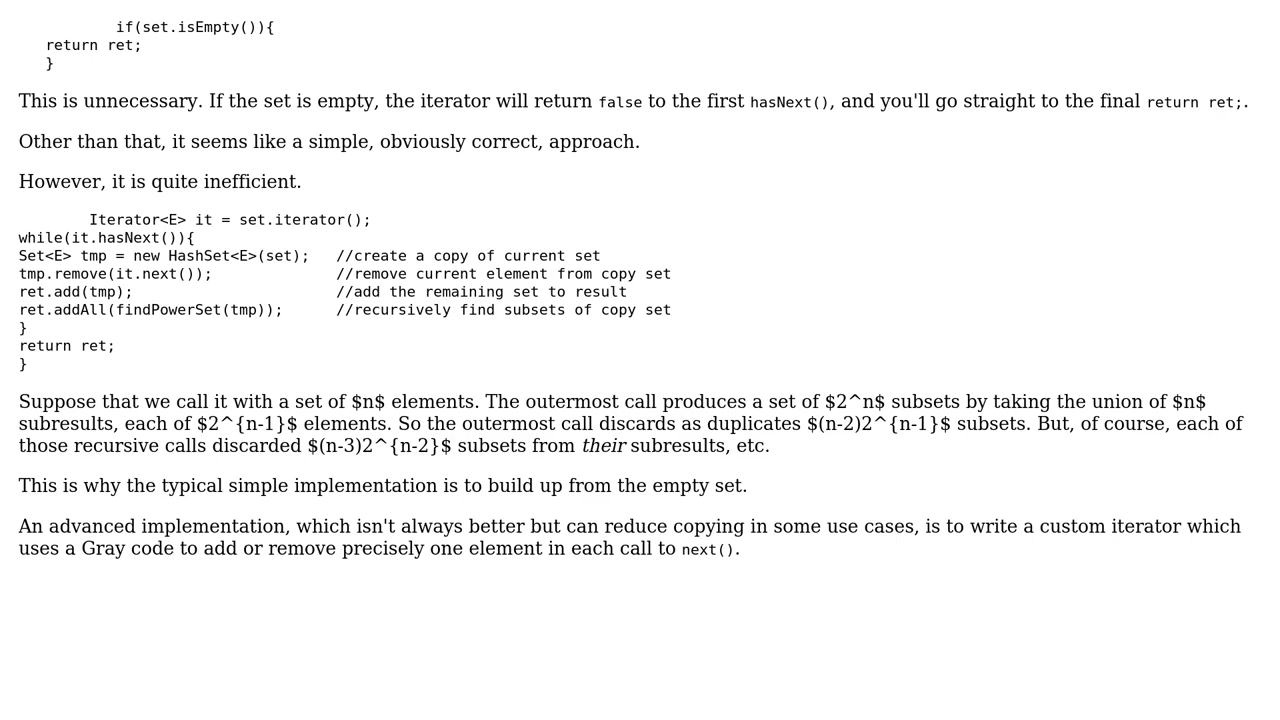 if(set.isEmpty()){
return ret;
}
This is unnecessary. If the set is empty, the iterator will return false to the first hasNext(), and you'll go straight to the final return ret;.
Other than that, it seems like a simple, obviously correct, approach.
However, it is quite inefficient.
Iterator<E> it = set.iterator();
while(it.hasNext()){
Set<E> tmp = new HashSet<E>(set);   //create a copy of current set
tmp.remove(it.next());              //remove current element from copy set
ret.add(tmp);                       //add the remaining set to result
ret.addAll(findPowerSet(tmp));      //recursively find subsets of copy set
}
return ret;
}
Suppose that we call it with a set of $n$ elements. The outermost call produces a set of $2^n$ subsets by taking the union of $n$
subresults, each of $2^{n-1}$ elements. So the outermost call discards as duplicates $(n-2)2^{n-1}$ subsets. But, of course, each of
those recursive calls discarded $(n-3)2^{n-2}$ subsets from their subresults, etc.
This is why the typical simple implementation is to build up from the empty set.
An advanced implementation, which isn't always better but can reduce copying in some use cases, is to write a custom iterator which
uses a Gray code to add or remove precisely one element in each call to next().